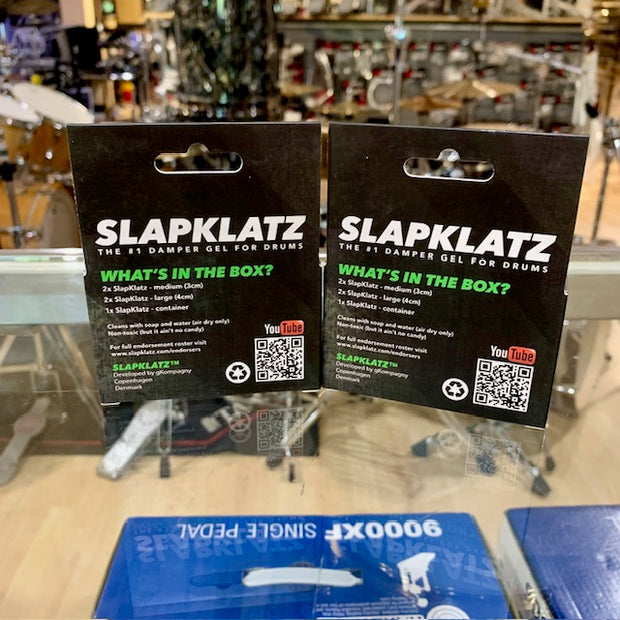 SLAPKLATZ
THE #1 DAMPER GEL FOR DRUMS
WHAT'S IN THE BOX?
2x SlapKlatz - medium (3cm)
2x SlapKlatz - large (4cm)
1x SlapKlatz - container
Cleans with soap and water (air dry only)
Non-toxic (but it ain't no candy)
For full endorsement roster visit
www.slapklatz.com/endorsers
YouTube
SLAPKLATZ™
Developed by gKompagny
Copenhagen
Denmark
SLAPKLATZ
THE #1 DAMPER GEL FOR DRUMS
WHAT'S IN THE BOX?
2x SlapKlatz - medium (3cm)
2x SlapKlatz - large (4cm)
1x SlapKlatz - container
Cleans with soap and water (air dry only)
Non-toxic (but it ain't no candy)
For full endorsement roster visit
www.slapklatz.com/endorsers
YouTube
SLAPKLATZ™
Developed by gKompagny
Copenhagen
Denmark
9000XF SINGLE PEDAL